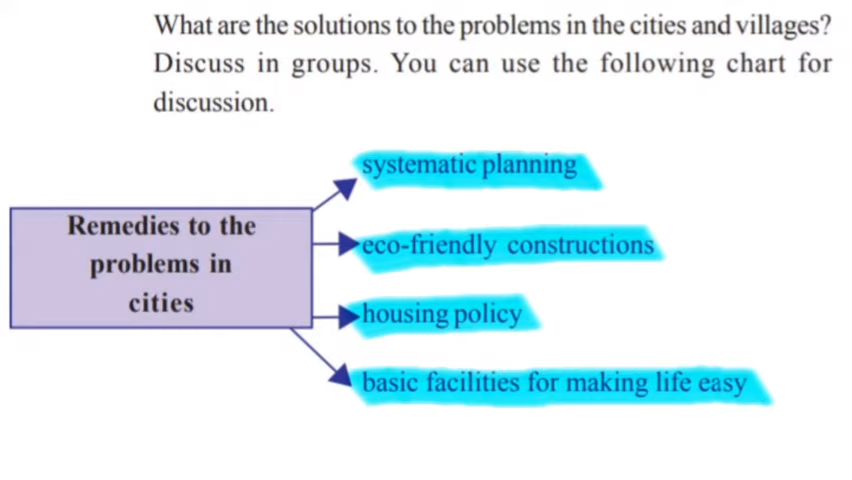 What are the solutions to the problems in the cities and villages?
Discuss in groups. You can use the following chart for
discussion.
Remedies to the
problems in
cities
systematic planning
eco-friendly constructions
housing policy
basic facilities for making life easy